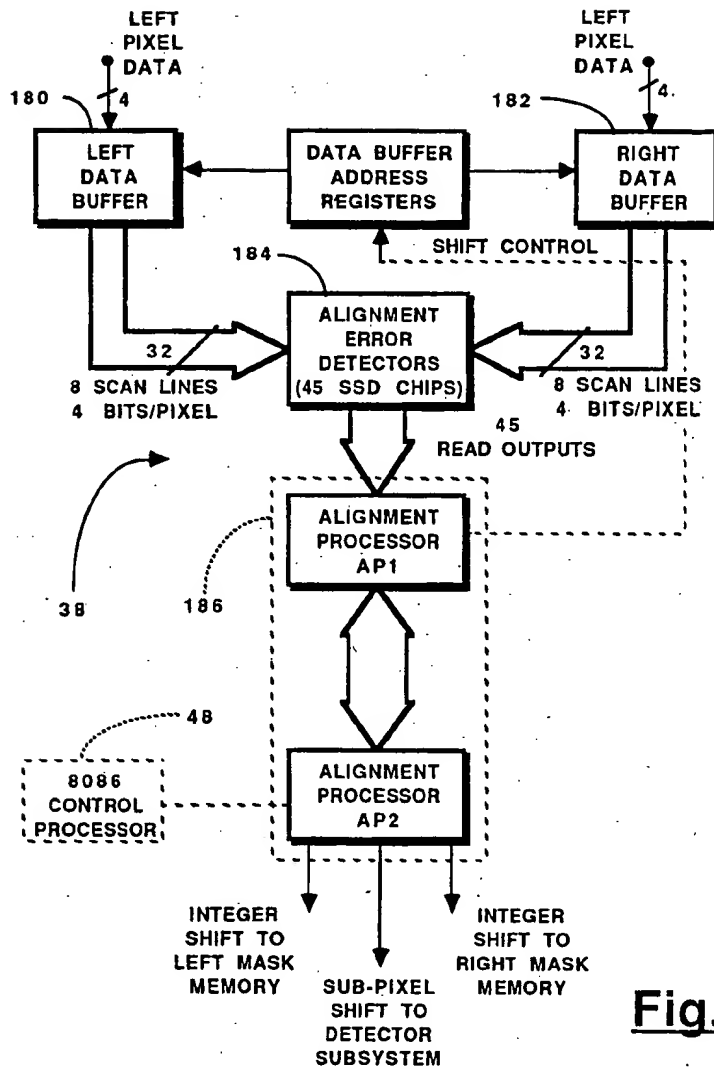 LEFT
PIXEL
DATA
4
180
LEFT
DATA
BUFFER
DATA BUFFER
ADDRESS
REGISTERS
LEFT
PIXEL
DATA
4.
182
RIGHT
DATA
BUFFER
SHIFT CONTROL
184
ALIGNMENT
ERROR
DETECTORS
(45 SSD CHIPS)
32
8 SCAN LINES
4 BITS/PIXEL
32
8 SCAN LINES
4 BITS/PIXEL
45
READ OUTPUTS
ALIGNMENT
PROCESSOR
AP1
38
186
48
8086
CONTROL
PROCESSOR
ALIGNMENT
PROCESSOR
AP2
INTEGER
SHIFT TO
LEFT MASK
MEMORY
SUB-PIXEL
SHIFT TO
DETECTOR
SUBSYSTEM
INTEGER
SHIFT TO
RIGHT MASK
MEMORY
Fig.